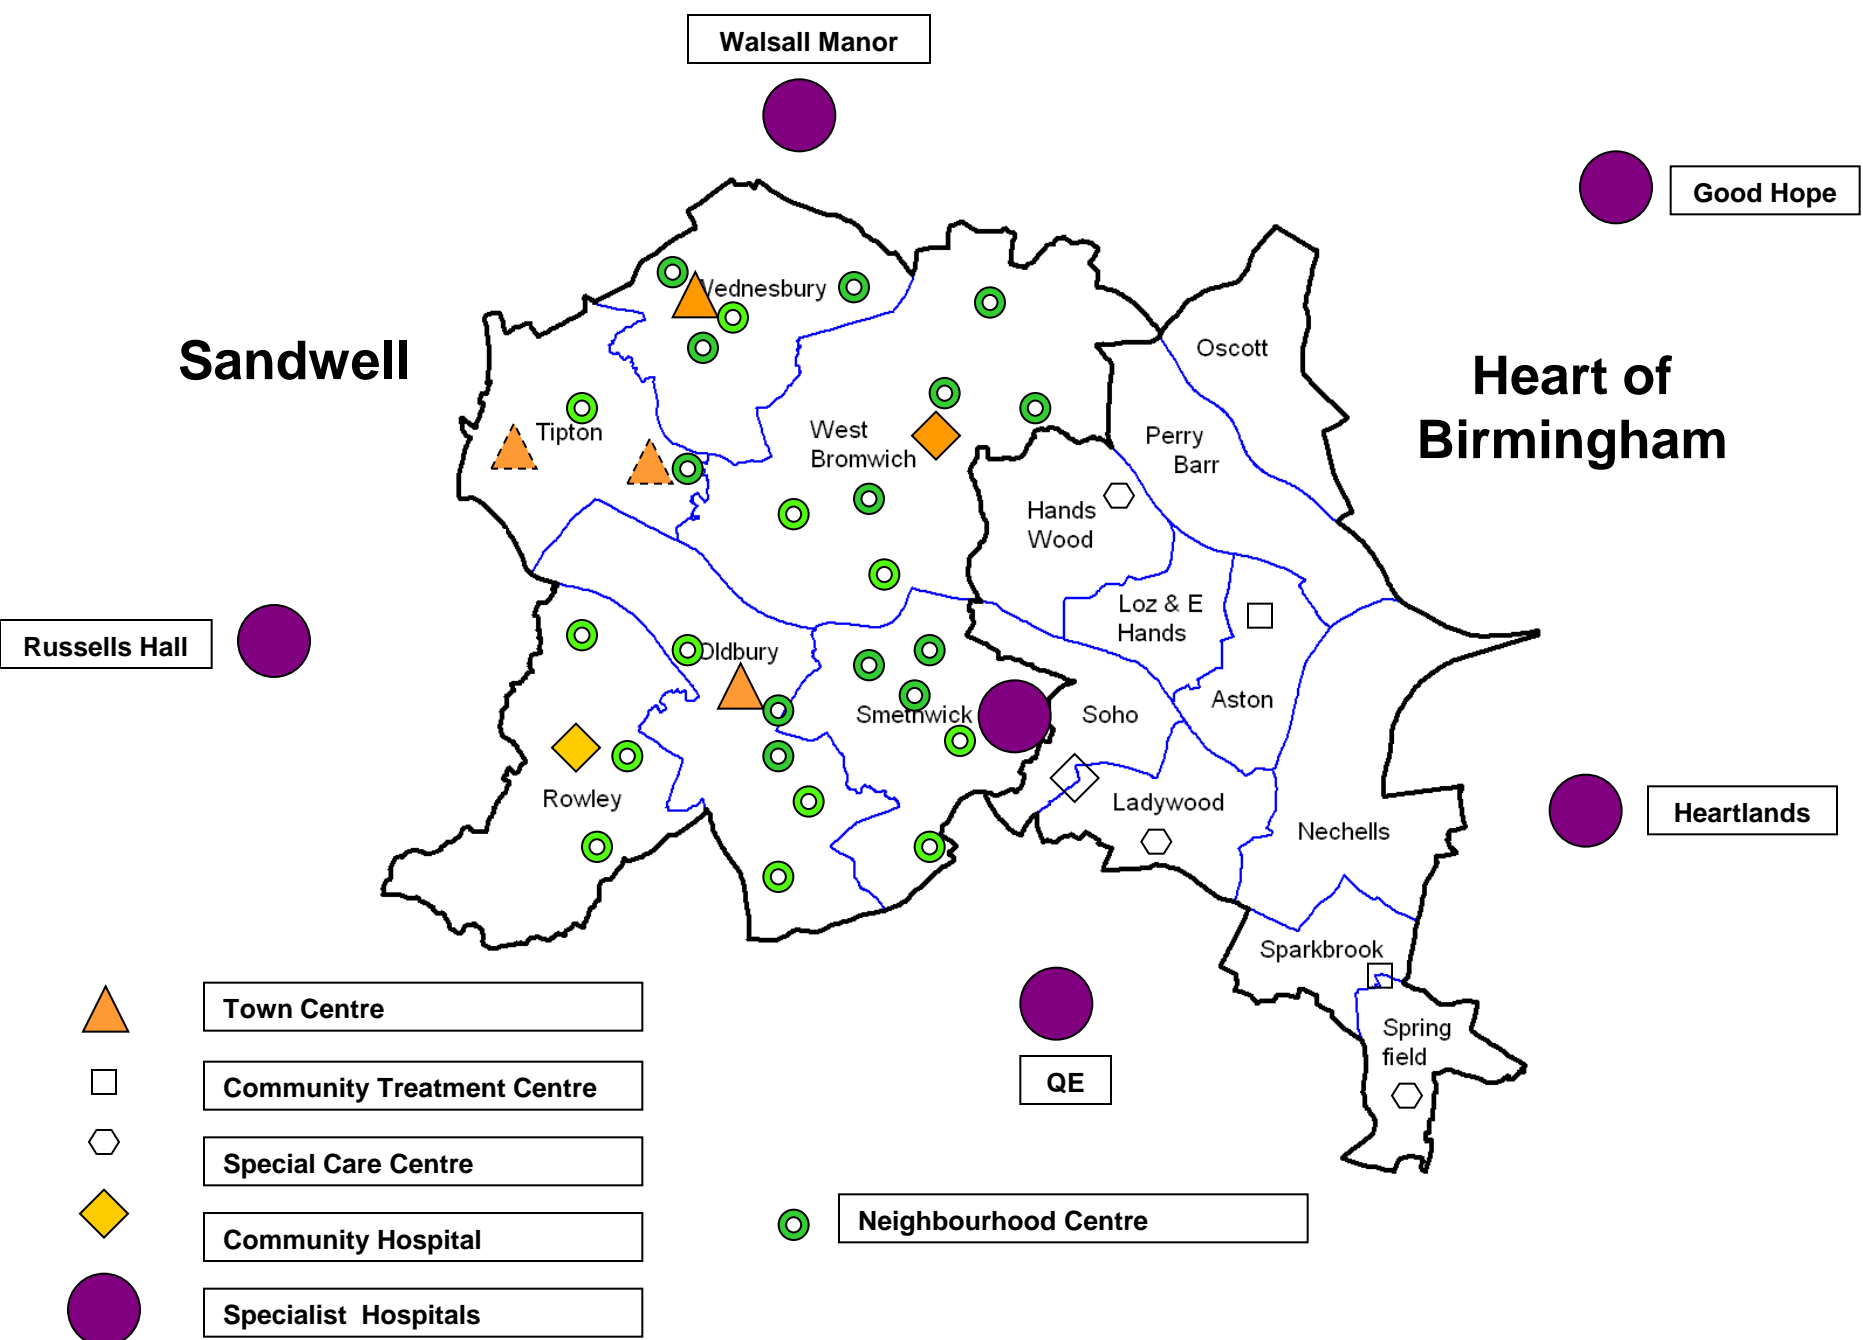 Walsall Manor
Good Hope
Sandwell
Heart of
Birmingham
Wednesbury
Oscott
Tipton
West
Bromwich
Perry
Barr
Hands
Wood
Loz & E
Hands
Russells Hall
Oldbury
Aston
Smethwick
Soho
Rowley
Ladywood
Nechells
Heartlands
Sparkbrook
Spring
field
QE
Town Centre
Community Treatment Centre
Special Care Centre
Community Hospital
Specialist Hospitals
Neighbourhood Centre